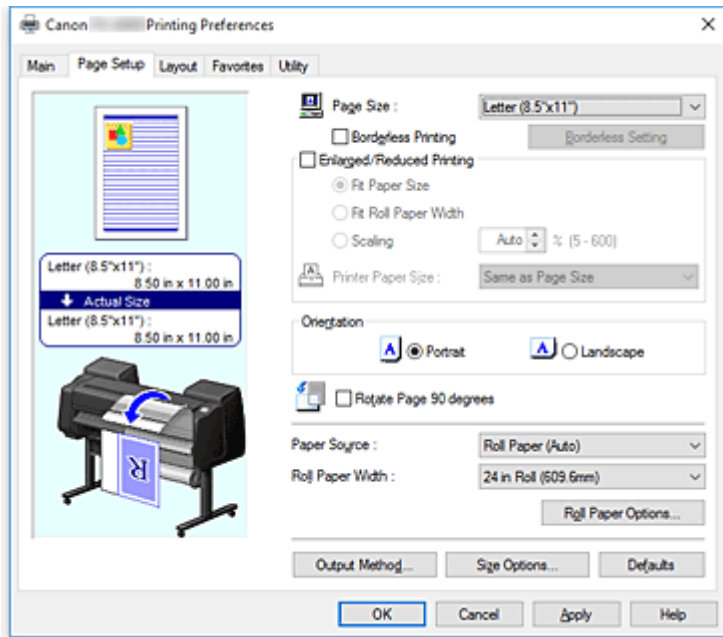 Canon Printing Preferences
Main Page Setup Layout Favorites Utility
Page Size : Letter (8.5"x11")
Borderless Printing Borderless Setting
Enlarged/Reduced Printing
Fit Paper Size
Fit Roll Paper Width
Scaling Auto % (5 - 600)
Printer Paper Size : Same as Page Size
Letter (8.5"x11") :
8.50 in x 11.00 in
Actual Size
Letter (8.5"x11") :
8.50 in x 11.00 in
Orientation
A Portrait A Landscape
Rotate Page 90 degrees
Paper Source : Roll Paper (Auto)
Roll Paper Width : 24 in Roll (609.6mm)
Roll Paper Options...
R
Output Method... Size Options... Defaults
OK Cancel Apply Help